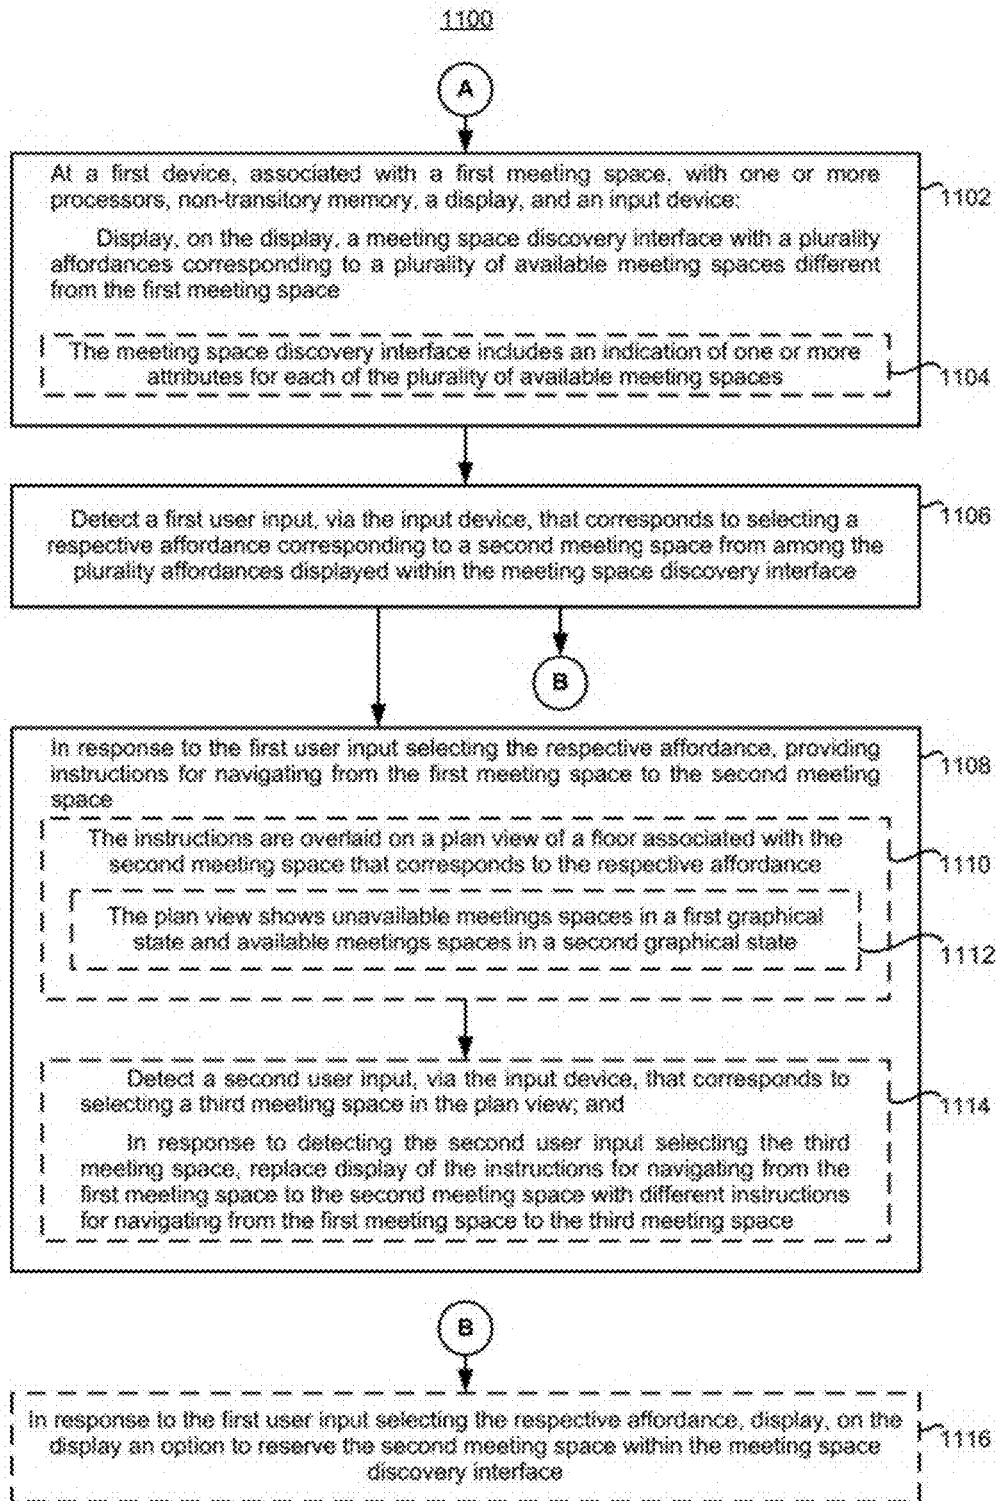 1100
A
At a first device, associated with a first meeting space, with one or more
processors, non-transitory memory, a display, and an input device:
Display, on the display, a meeting space discovery interface with a plurality
affordances corresponding to a plurality of available meeting spaces different
from the first meeting space
1102
The meeting space discovery interface includes an indication of one or more
attributes for each of the plurality of available meeting spaces
1104
Detect a first user input, via the input device, that corresponds to selecting a
respective affordance corresponding to a second meeting space from among the
plurality affordances displayed within the meeting space discovery interface
1106
B
In response to the first user input selecting the respective affordance, providing
instructions for navigating from the first meeting space to the second meeting
space
1108
The instructions are overlaid on a plan view of a floor associated with the
second meeting space that corresponds to the respective affordance
1110
The plan view shows unavailable meetings spaces in a first graphical
state and available meetings spaces in a second graphical state
1112
Detect a second user input, via the input device, that corresponds to
selecting a third meeting space in the plan view; and
In response to detecting the second user input selecting the third
meeting space, replace display of the instructions for navigating from the
first meeting space to the second meeting space with different instructions
for navigating from the first meeting space to the third meeting space
1114
B
In response to the first user input selecting the respective affordance, display, on the
display an option to reserve the second meeting space within the meeting space
discovery interface
1116